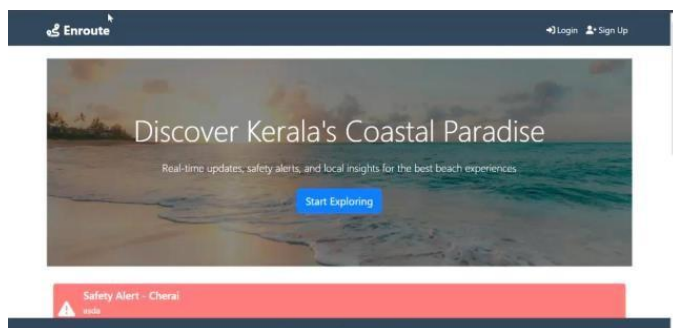 Enroute
Login Sign Up
Discover Kerala's Coastal Paradise
Real-time updates, safety alerts, and local insights for the best beach experiences
Start Exploring
Safety Alert - Cherai